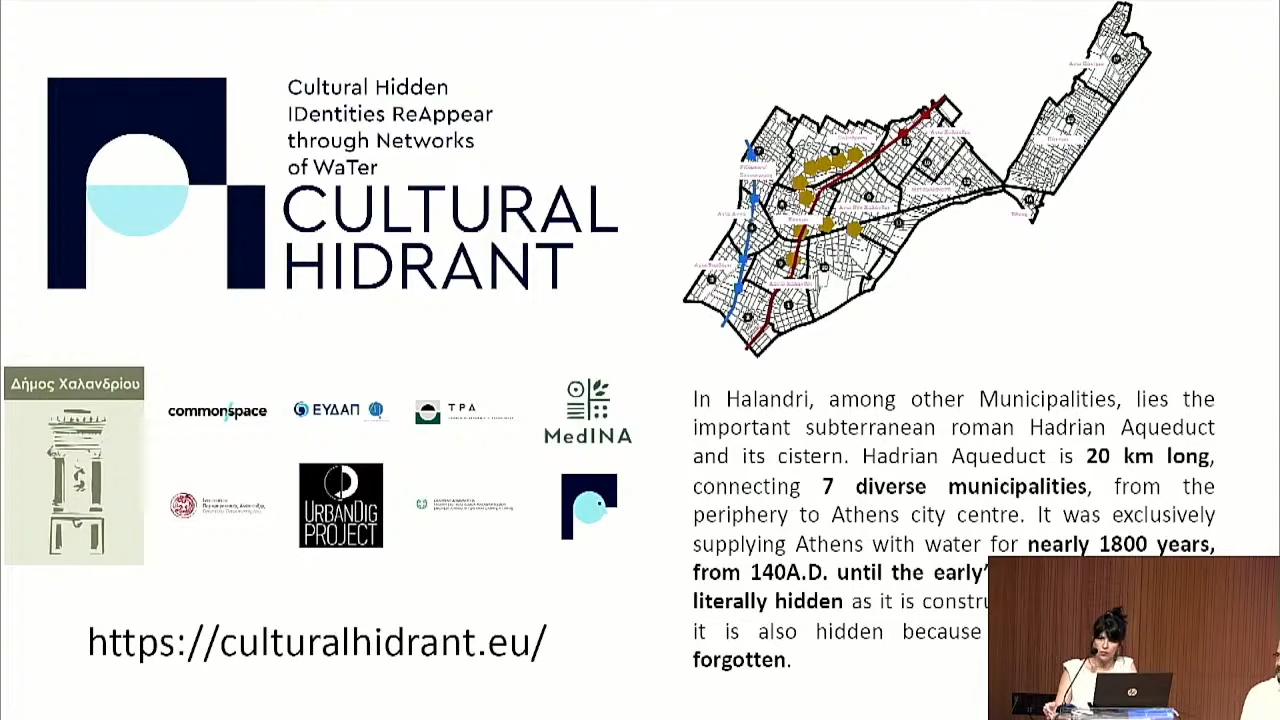 Cultural Hidden
IDentities ReAppear
through Networks
of WaTer
CULTURAL
HIDRANT
Δήμος Χαλανδρίου
commonspace
ΕΥΔΑΠ
ΤΡΑ
MedINA
URBANDIG
PROJECT
https://culturalhidrant.eu/
In Halandri, among other Municipalities, lies the
important subterranean roman Hadrian Aqueduct
and its cistern. Hadrian Aqueduct is 20 km long,
connecting 7 diverse municipalities, from the
periphery to Athens city centre. It was exclusively
supplying Athens with water for nearly 1800 years,
from 140A.D. until the early’
literally hidden as it is constru
it is also hidden because
forgotten.